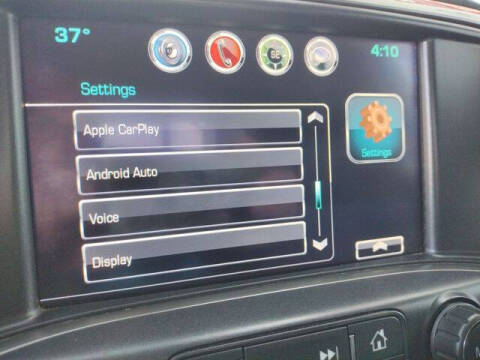 37°
4:10
Settings
Apple CarPlay
Android Auto
Voice
Display
Settings